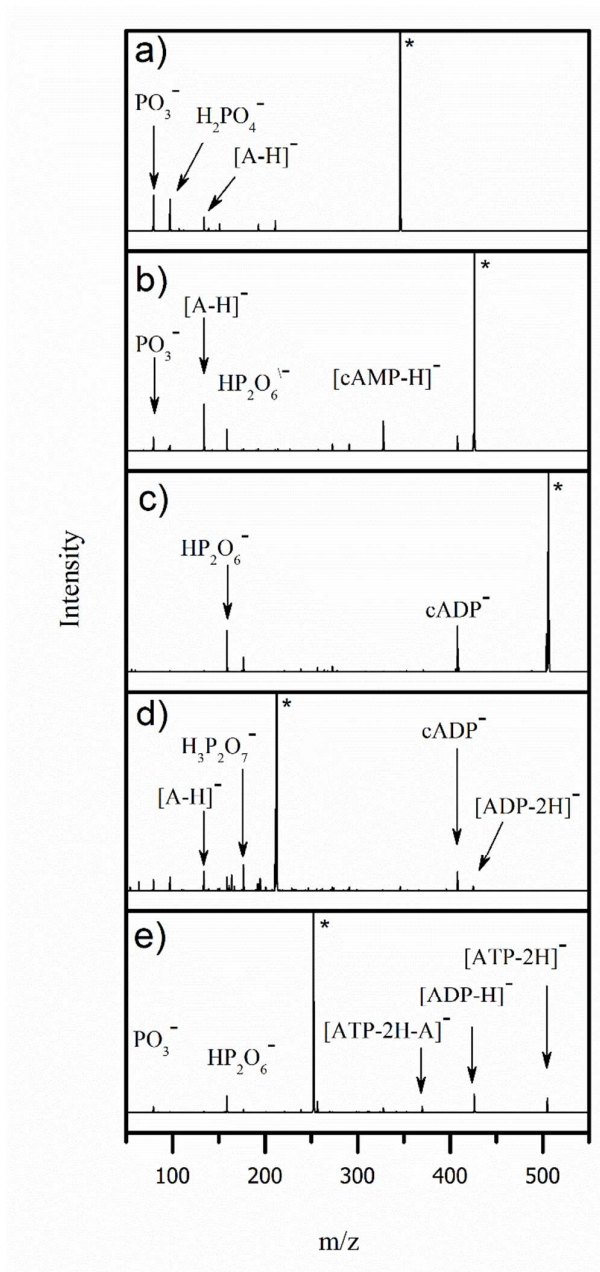 a)
*
PO₃⁻
H₂PO₄⁻
[A-H]⁻
b)
*
[A-H]⁻
PO₃⁻
HP₂O₆\⁻
[cAMP-H]⁻
c)
*
HP₂O₆⁻
cADP⁻
d)
*
H₃P₂O₇⁻
cADP⁻
[A-H]⁻
[ADP-2H]⁻
e)
*
[ATP-2H]⁻
[ADP-H]⁻
PO₃⁻
HP₂O₆⁻
[ATP-2H-A]⁻
Intensity
100 200 300 400 500
m/z